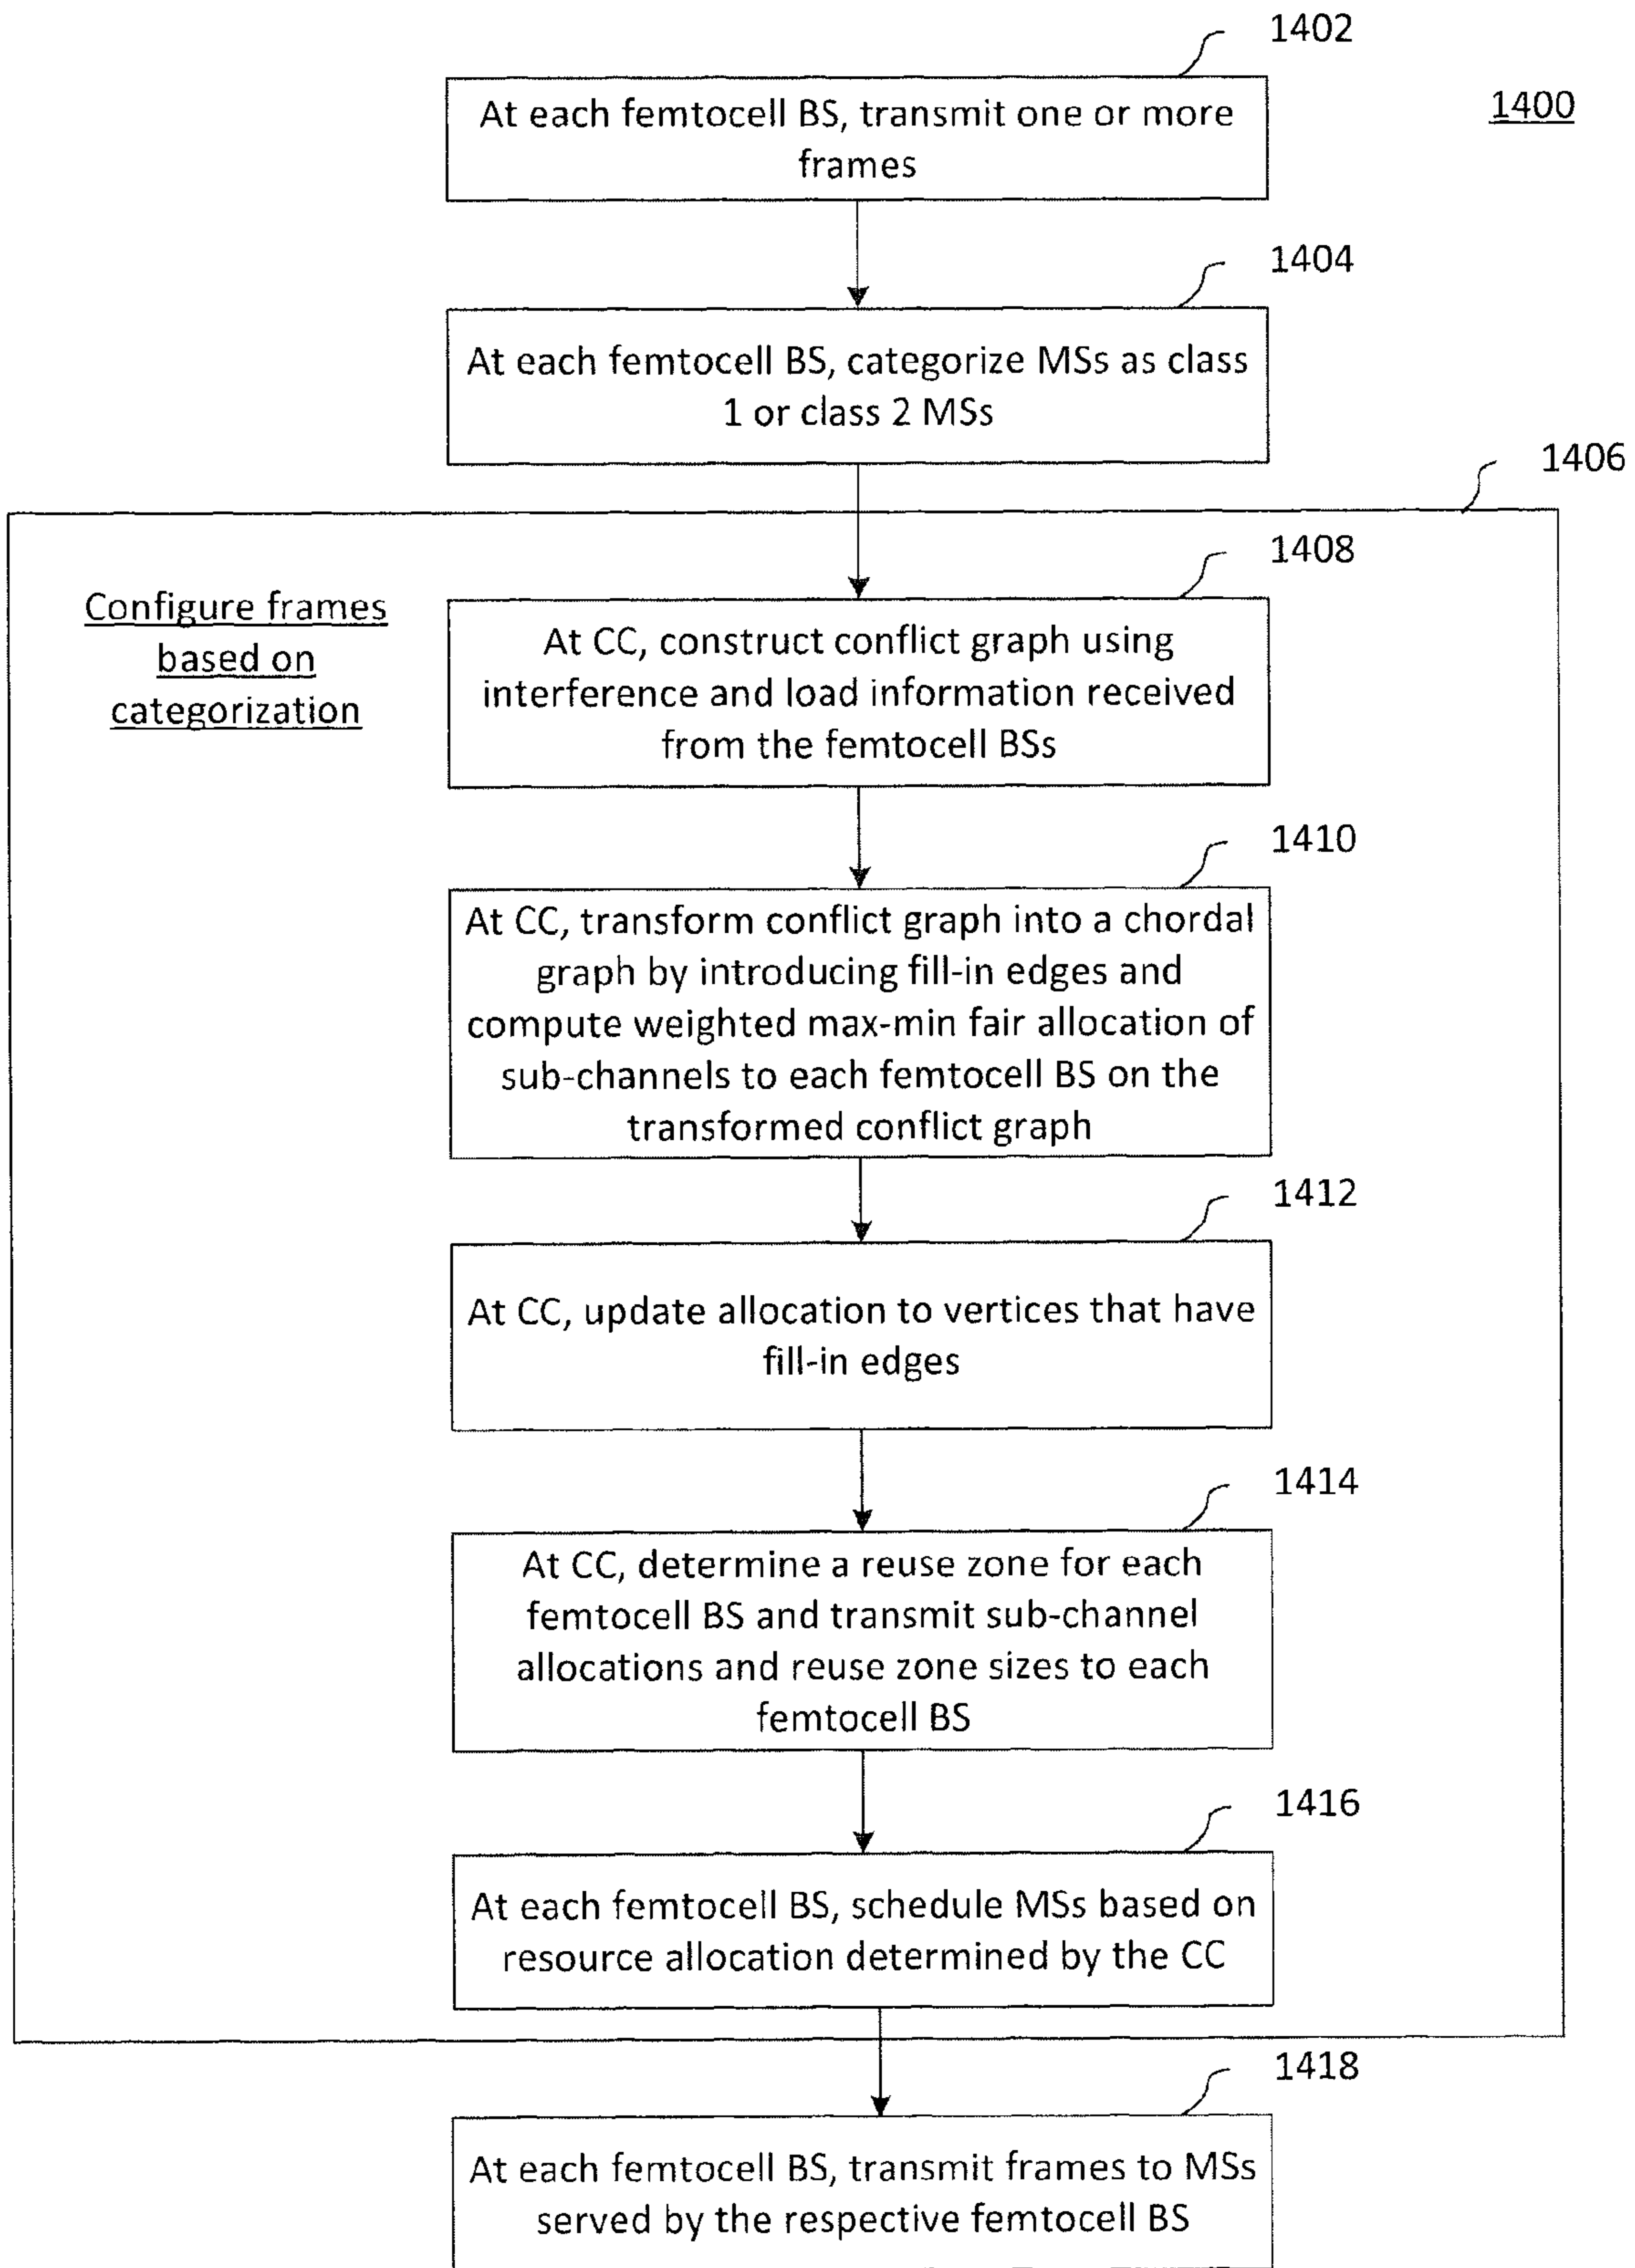 1402
1400
At each femtocell BS, transmit one or more
frames
1404
At each femtocell BS, categorize MSs as class
1 or class 2 MSs
1406
Configure frames
based on
categorization
1408
At CC, construct conflict graph using
interference and load information received
from the femtocell BSs
1410
At CC, transform conflict graph into a chordal
graph by introducing fill-in edges and
compute weighted max-min fair allocation of
sub-channels to each femtocell BS on the
transformed conflict graph
1412
At CC, update allocation to vertices that have
fill-in edges
1414
At CC, determine a reuse zone for each
femtocell BS and transmit sub-channel
allocations and reuse zone sizes to each
femtocell BS
1416
At each femtocell BS, schedule MSs based on
resource allocation determined by the CC
1418
At each femtocell BS, transmit frames to MSs
served by the respective femtocell BS